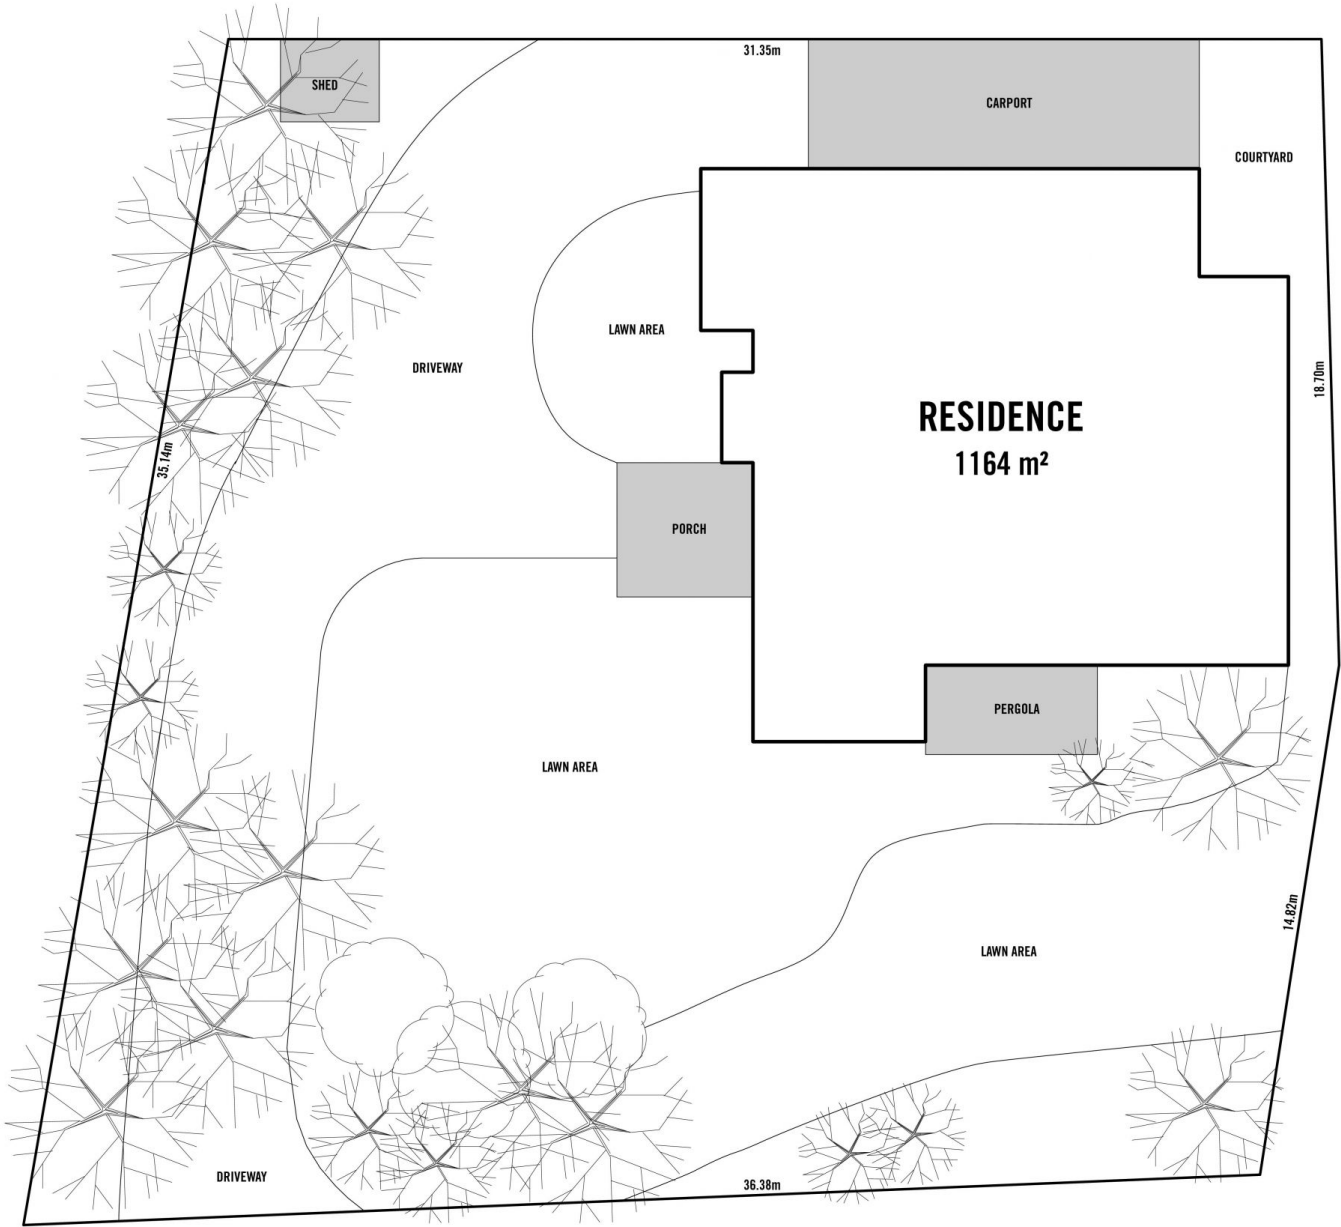 31.35m
SHED
CARPORT
COURTYARD
LAWN AREA
DRIVEWAY
18.70m
RESIDENCE
1164 m²
35.14m
PORCH
PERGOLA
LAWN AREA
14.82m
LAWN AREA
DRIVEWAY
36.38m